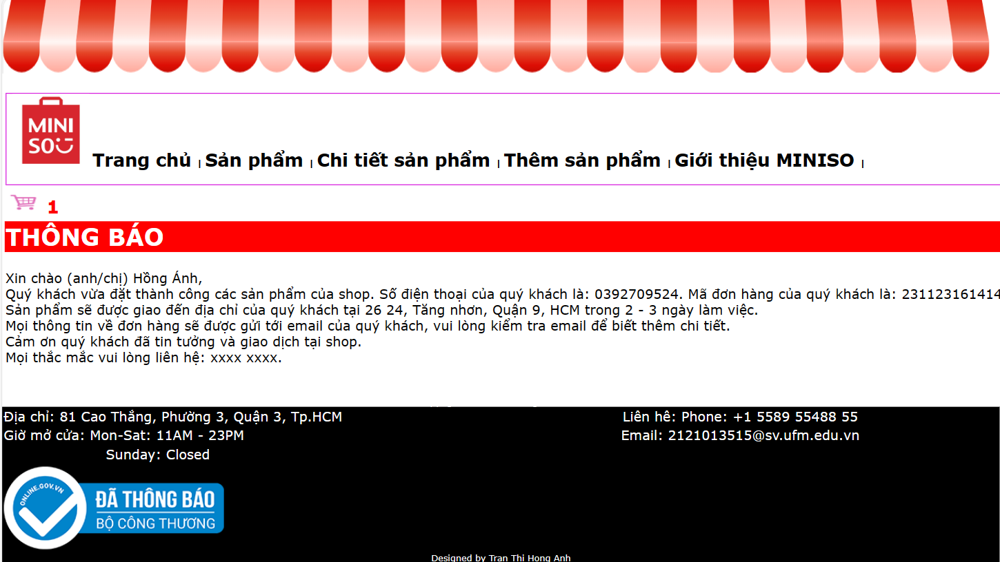 MINI
SO
Trang chủ | Sản phẩm | Chi tiết sản phẩm | Thêm sản phẩm | Giới thiệu MINISO |
1
THÔNG BÁO
Xin chào (anh/chị) Hồng Ánh,
Quý khách vừa đặt thành công các sản phẩm của shop. Số điện thoại của quý khách là: 0392709524. Mã đơn hàng của quý khách là: 231123161414
Sản phẩm sẽ được giao đến địa chỉ của quý khách tại 26 24, Tăng nhơn, Quận 9, HCM trong 2 - 3 ngày làm việc.
Mọi thông tin về đơn hàng sẽ được gửi tới email của quý khách, vui lòng kiểm tra email để biết thêm chi tiết.
Cảm ơn quý khách đã tin tưởng và giao dịch tại shop.
Mọi thắc mắc vui lòng liên hệ: xxxx xxxx.
Địa chỉ: 81 Cao Thắng, Phường 3, Quận 3, Tp.HCM
Liên hê: Phone: +1 5589 55488 55
Giờ mở cửa: Mon-Sat: 11AM - 23PM
Email: 2121013515@sv.ufm.edu.vn
Sunday: Closed
ONLINE.GOV.VN
ĐÃ THÔNG BÁO
BỘ CÔNG THƯƠNG
Designed by Tran Thi Hong Anh